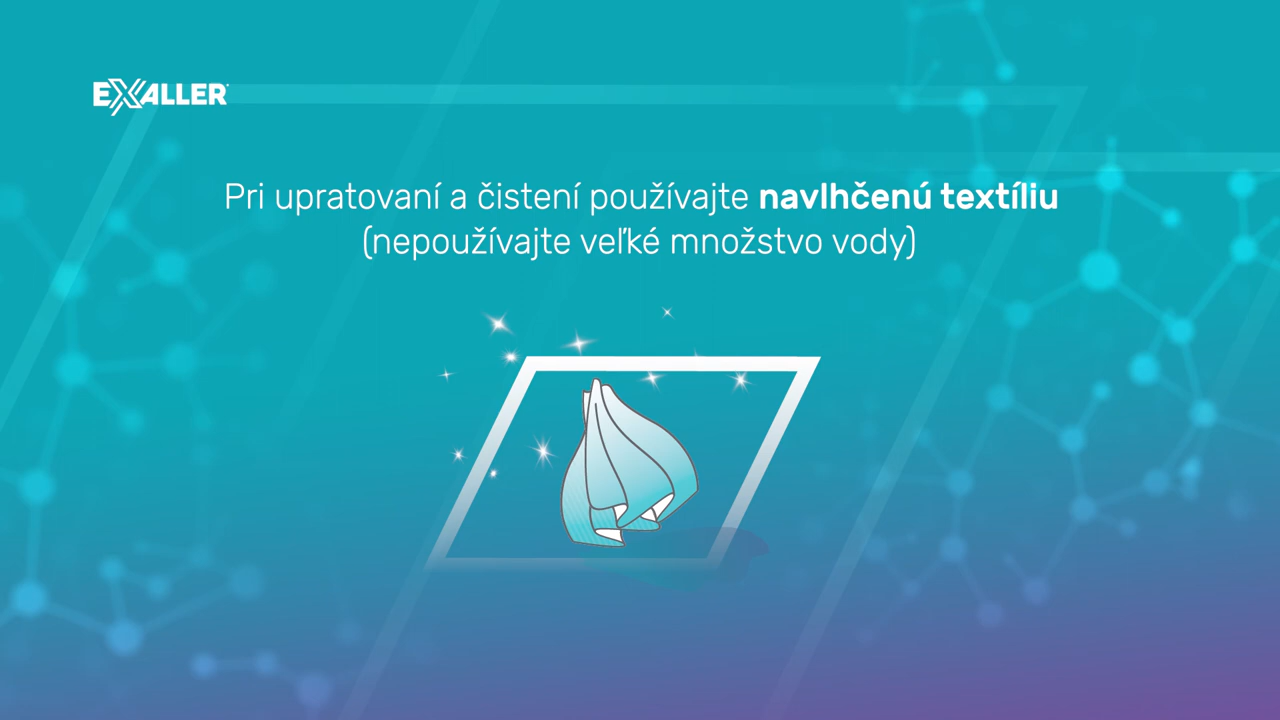 EXALLER
Pri upratovaní a čistení používajte navlhčenú textíliu
(nepoužívajte veľké množstvo vody)